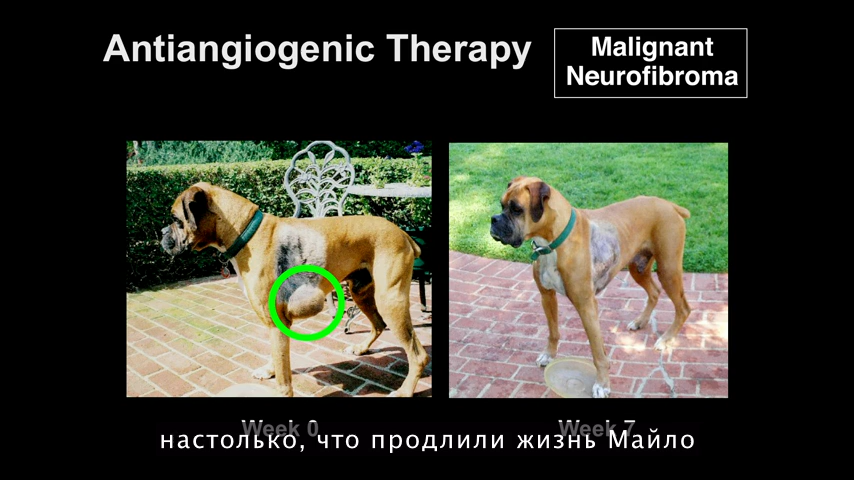 Antiangiogenic Therapy
Malignant
Neurofibroma
Week 0
Week 7
настолько, что продлили жизнь Майло